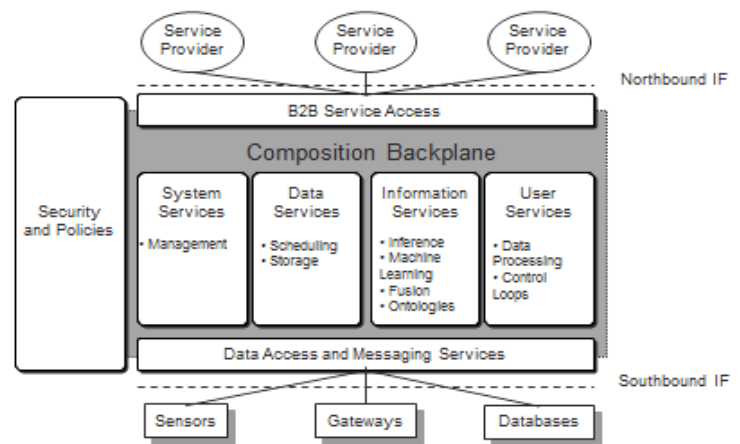 Service
Provider
Service
Provider
Service
Provider
Northbound IF
B2B Service Access
Composition Backplane
Security
and Policies
System
Services
• Management
Data
Services
• Scheduling
• Storage
Information
Services
• Inference
• Machine
Learning
• Fusion
• Ontologies
User
Services
• Data
Processing
• Control
Loops
Data Access and Messaging Services
Southbound IF
Sensors
Gateways
Databases